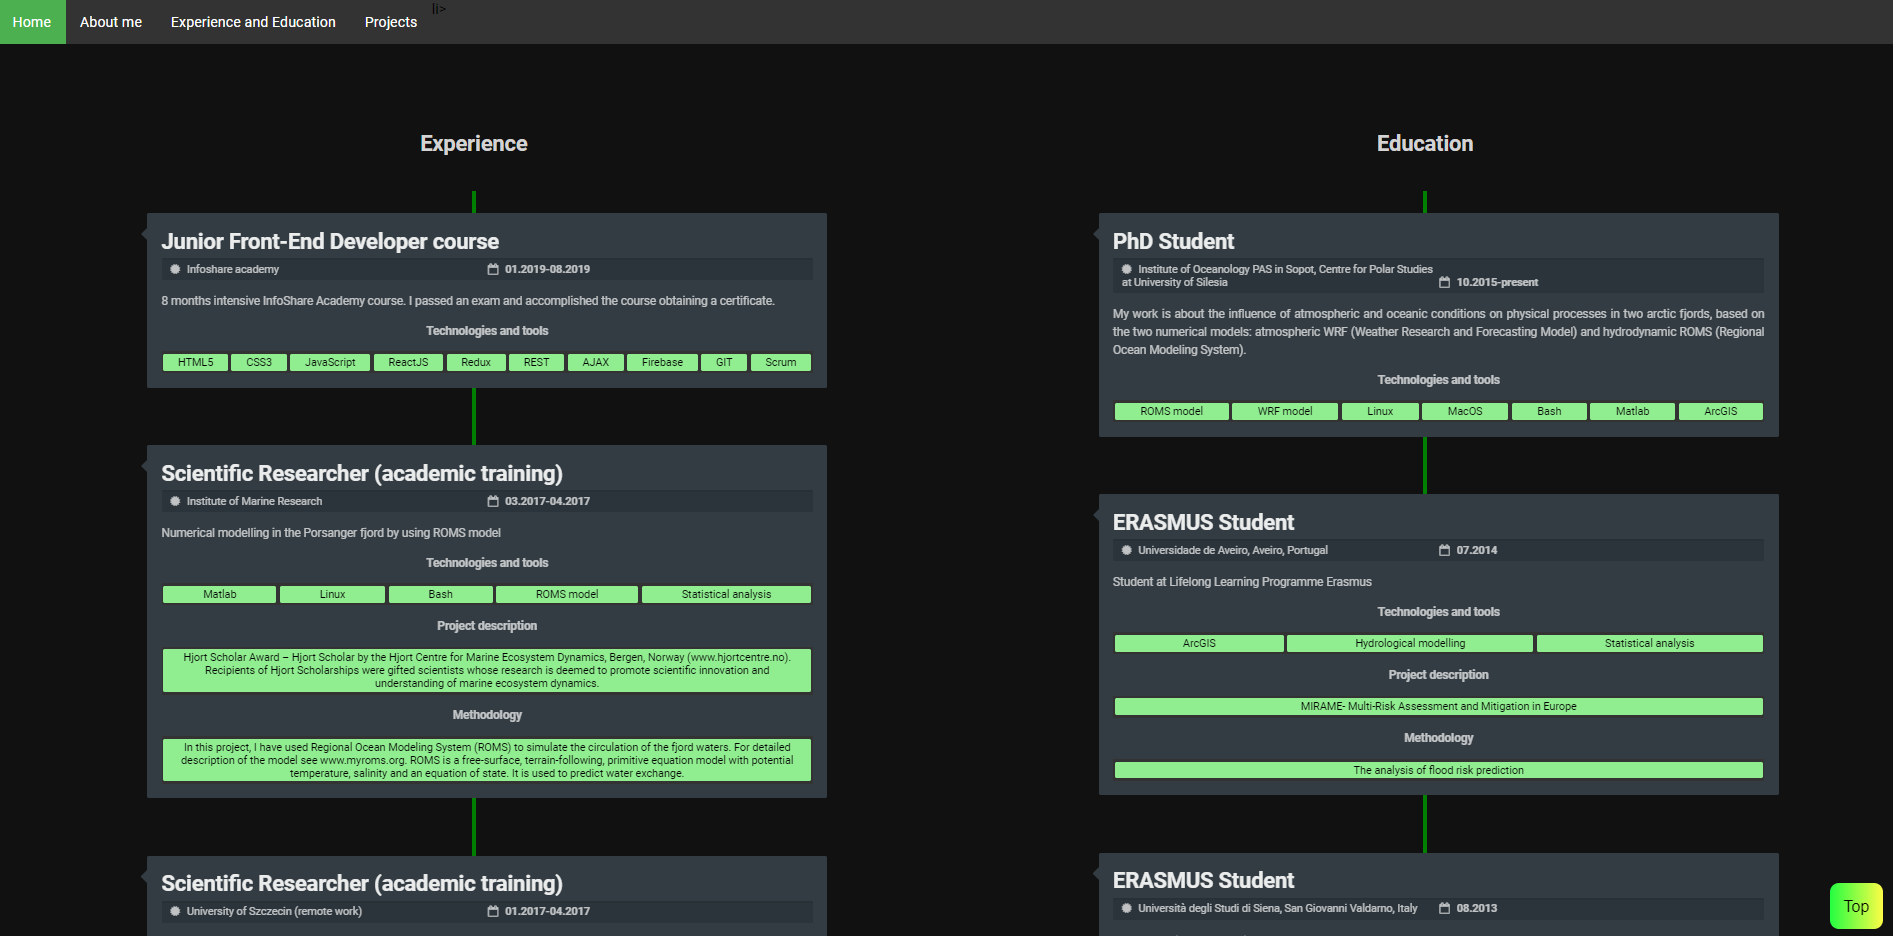 Home About me Experience and Education Projects li>
Experience
Junior Front-End Developer course
Infoshare academy 01.2019-08.2019
8 months intensive InfoShare Academy course. I passed an exam and accomplished the course obtaining a certificate.
Technologies and tools
HTML5 CSS3 JavaScript ReactJS Redux REST AJAX Firebase GIT Scrum
Scientific Researcher (academic training)
Institute of Marine Research 03.2017-04.2017
Numerical modelling in the Porsanger fjord by using ROMS model
Technologies and tools
Matlab Linux Bash ROMS model Statistical analysis
Project description
Hjort Scholar Award – Hjort Scholar by the Hjort Centre for Marine Ecosystem Dynamics, Bergen, Norway (www.hjortcentre.no).
Recipients of Hjort Scholarships were gifted scientists whose research is deemed to promote scientific innovation and
understanding of marine ecosystem dynamics.
Methodology
In this project, I have used Regional Ocean Modeling System (ROMS) to simulate the circulation of the fjord waters. For detailed
description of the model see www.myroms.org. ROMS is a free-surface, terrain-following, primitive equation model with potential
temperature, salinity and an equation of state. It is used to predict water exchange.
Scientific Researcher (academic training)
University of Szczecin (remote work) 01.2017-04.2017
Education
PhD Student
Institute of Oceanology PAS in Sopot, Centre for Polar Studies
at University of Silesia 10.2015-present
My work is about the influence of atmospheric and oceanic conditions on physical processes in two arctic fjords, based on
the two numerical models: atmospheric WRF (Weather Research and Forecasting Model) and hydrodynamic ROMS (Regional
Ocean Modeling System).
Technologies and tools
ROMS model WRF model Linux MacOS Bash Matlab ArcGIS
ERASMUS Student
Universidade de Aveiro, Aveiro, Portugal 07.2014
Student at Lifelong Learning Programme Erasmus
Technologies and tools
ArcGIS Hydrological modelling Statistical analysis
Project description
MIRAME- Multi-Risk Assessment and Mitigation in Europe
Methodology
The analysis of flood risk prediction
ERASMUS Student
Università degli Studi di Siena, San Giovanni Valdarno, Italy 08.2013
Top